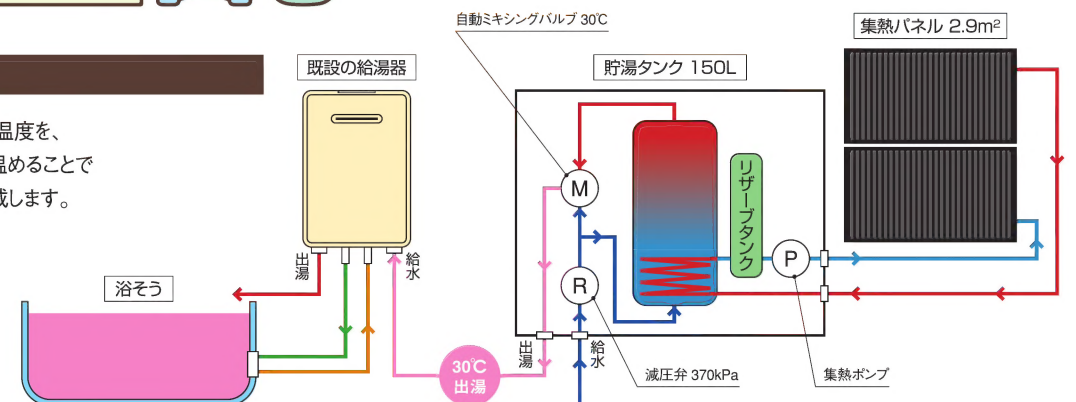 自動ミキシングバルブ 30℃
集熱パネル 2.9m²
既設の給湯器
貯湯タンク 150L
温度を、
温めることで
減します。
M
リザーブタンク
P
R
出湯
給水
浴そう
出湯
給水
30℃
出湯
減圧弁 370kPa
集熱ポンプ